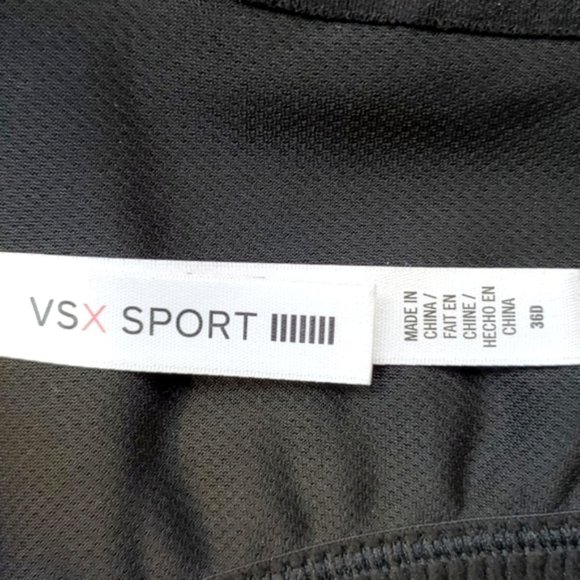 VSX SPORT
MADE IN
CHINA /
FAIT EN
CHINE /
HECHO EN
CHINA
36D